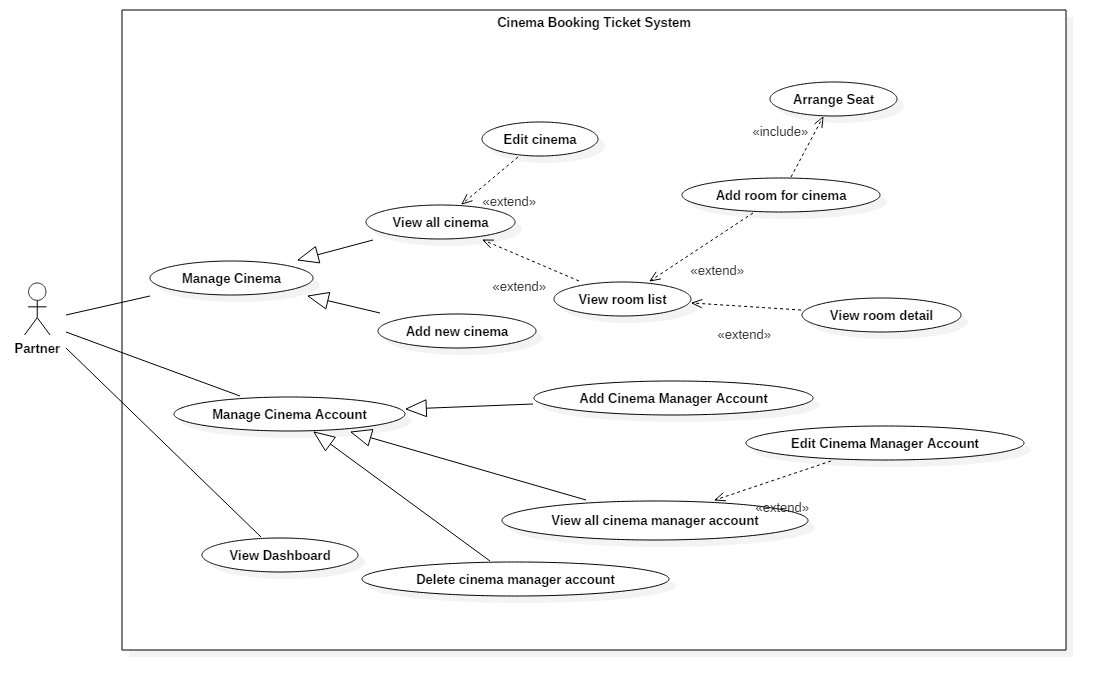 Cinema Booking Ticket System
Arrange Seat
«include»
Edit cinema
Add room for cinema
«extend»
View all cinema
«extend»
Manage Cinema
«extend»
View room list
View room detail
Add new cinema
«extend»
Partner
Add Cinema Manager Account
Manage Cinema Account
Edit Cinema Manager Account
«extend»
View all cinema manager account
View Dashboard
Delete cinema manager account